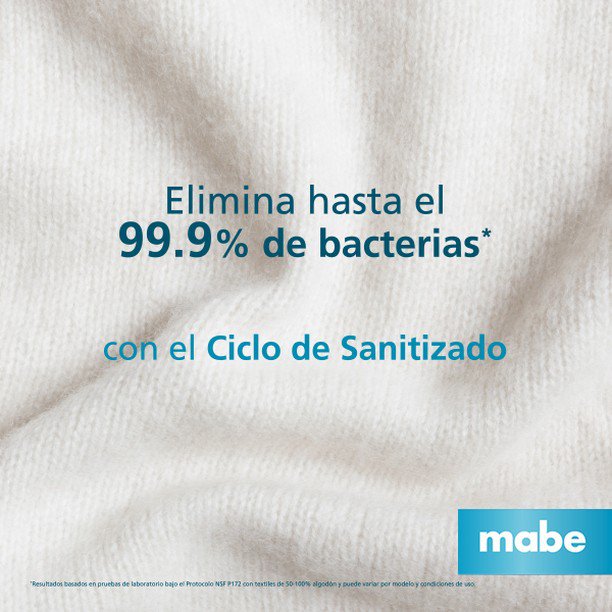 Elimina hasta el
99.9% de bacterias*
con el Ciclo de Sanitizado
mabe
*Resultados basados en pruebas de laboratorio bajo el Protocolo NSF P172 con textiles de 50-100% algodón y puede variar por modelo y condiciones de uso.